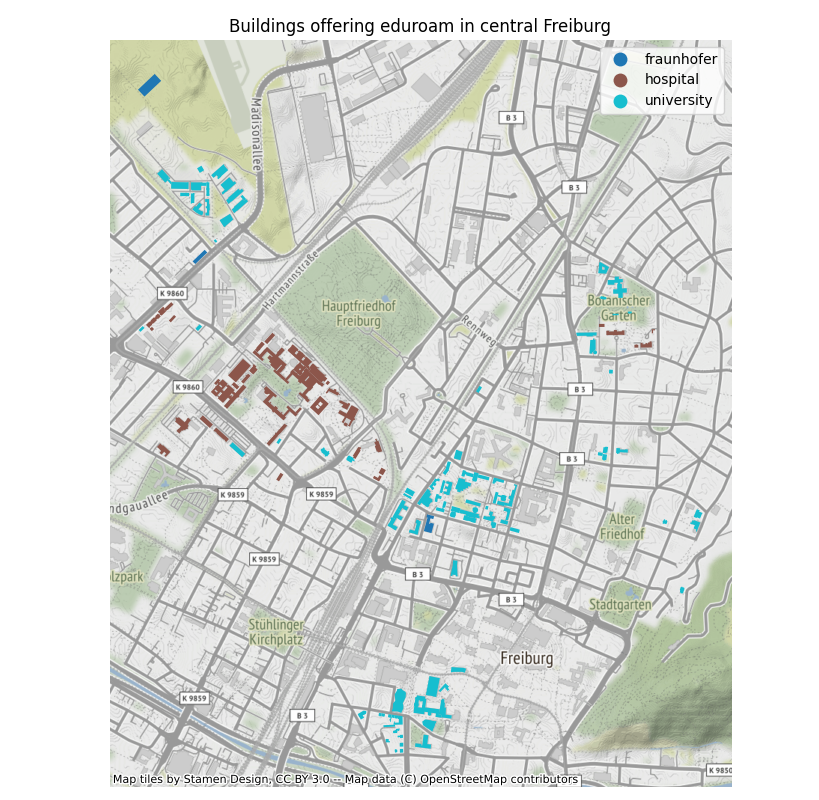 Buildings offering eduroam in central Freiburg
fraunhofer
hospital
university
Madisonallee
B 3
B 3
Hartmannstraße
K 9860
Hauptfriedhof
Freiburg
Rennweg
Botanischer
Garten
K 9860
B 3
B 3
K 9859
K 9859
ndgauallee
Alter
Friedhof
K 9859
B 3
olzpark
B 3
Stadtgarten
Stühlinger
Kirchplatz
Freiburg
K 9859
B 3
K 9850
Map tiles by Stamen Design, CC BY 3.0 -- Map data (C) OpenStreetMap contributors